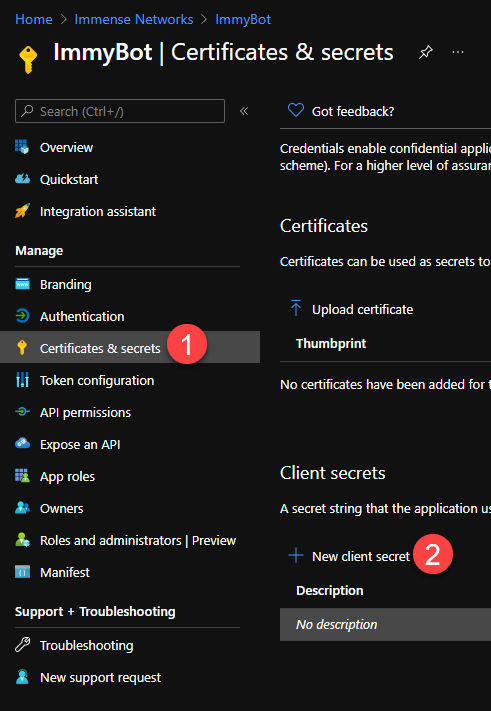 Home > Immense Networks > ImmyBot
ImmyBot | Certificates & secrets
Search (Ctrl+/)
Overview
Quickstart
Integration assistant
Manage
Branding
Authentication
Certificates & secrets
1
Token configuration
API permissions
Expose an API
App roles
Owners
Roles and administrators | Preview
Manifest
Support + Troubleshooting
Troubleshooting
New support request
Got feedback?
Credentials enable confidential applic
scheme). For a higher level of assuran
Certificates
Certificates can be used as secrets to
Upload certificate
Thumbprint
No certificates have been added for t
Client secrets
A secret string that the application us
New client secret
2
Description
No description